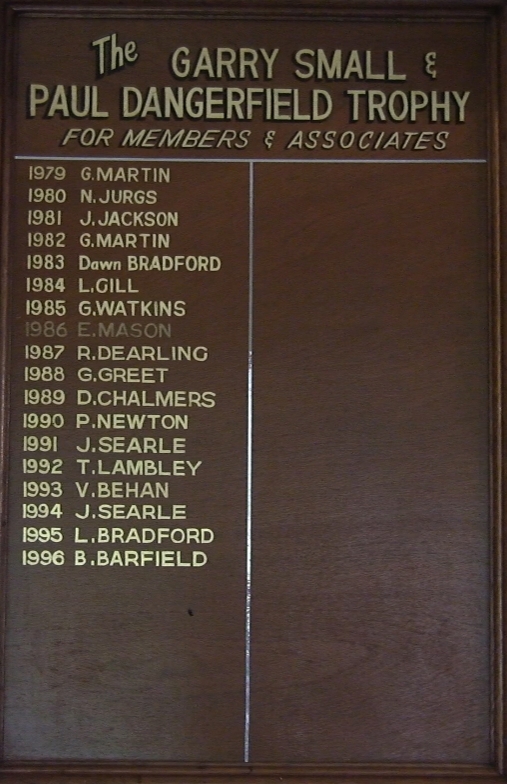 The GARRY SMALL &
PAUL DANGERFIELD TROPHY
FOR MEMBERS & ASSOCIATES
1979 G.MARTIN
1980 N.JURGS
1981 J.JACKSON
1982 G.MARTIN
1983 Dawn BRADFORD
1984 L.GILL
1985 G.WATKINS
1986 E.MASON
1987 R.DEARLING
1988 G.GREET
1989 D.CHALMERS
1990 P.NEWTON
1991 J.SEARLE
1992 T.LAMBLEY
1993 V.BEHAN
1994 J.SEARLE
1995 L.BRADFORD
1996 B.BARFIELD